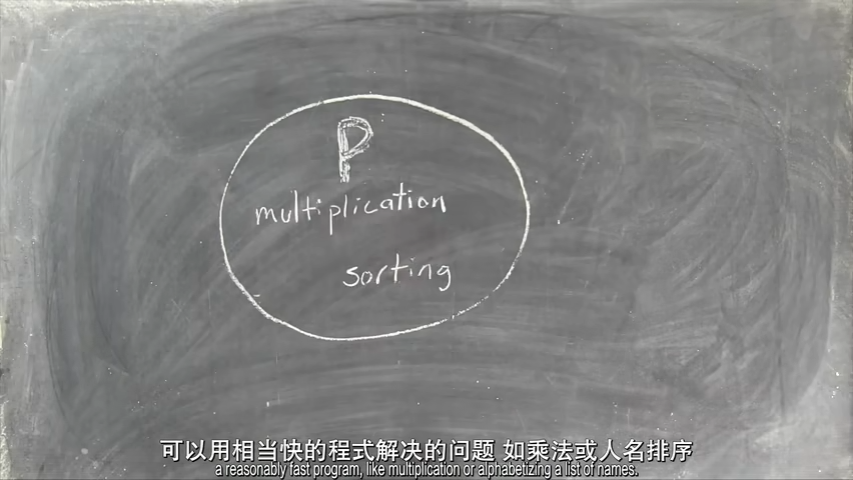 P
multiplication
sorting
可以用相当快的程式解决的问题 如乘法或人名排序
a reasonably fast program, like multiplication or alphabetizing a list of names.